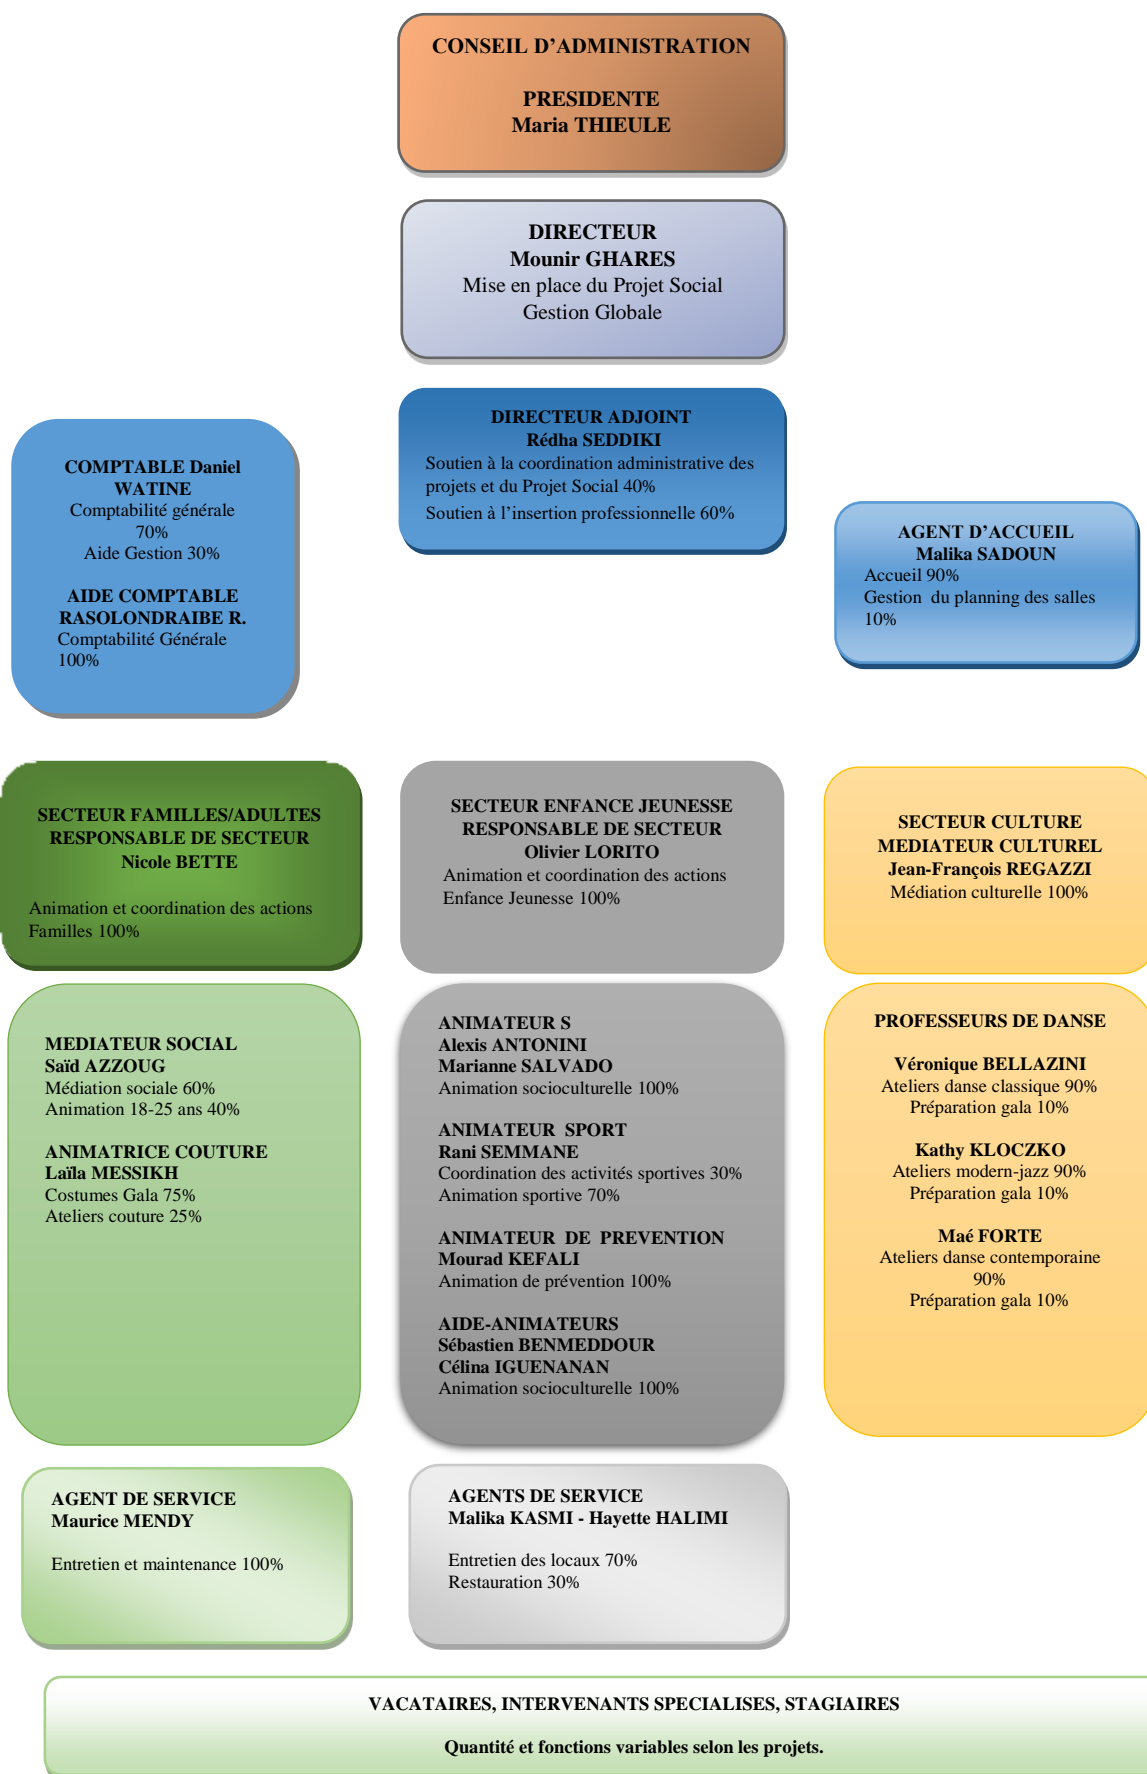 CONSEIL D'ADMINISTRATION
PRESIDENTE
Maria THIEULE
DIRECTEUR
Mounir GHARES
Mise en place du Projet Social
Gestion Globale
DIRECTEUR ADJOINT
Rédha SEDDIKI
Soutien à la coordination administrative des
projets et du Projet Social 40%
Soutien à l'insertion professionnelle 60%
COMPTABLE Daniel
WATINE
Comptabilité générale
70%
Aide Gestion 30%
AIDE COMPTABLE
RASOLONDRAIBE R.
Comptabilité Générale
100%
AGENT D'ACCUEIL
Malika SADOUN
Accueil 90%
Gestion du planning des salles
10%
SECTEUR FAMILLES/ADULTES
RESPONSABLE DE SECTEUR
Nicole BETTE
Animation et coordination des actions
Familles 100%
SECTEUR ENFANCE JEUNESSE
RESPONSABLE DE SECTEUR
Olivier LORITO
Animation et coordination des actions
Enfance Jeunesse 100%
SECTEUR CULTURE
MEDIATEUR CULTUREL
Jean-François REGAZZI
Médiation culturelle 100%
MEDIATEUR SOCIAL
Saïd AZZOUG
Médiation sociale 60%
Animation 18-25 ans 40%
ANIMATRICE COUTURE
Laïla MESSIKH
Costumes Gala 75%
Ateliers couture 25%
ANIMATEUR S
Alexis ANTONINI
Marianne SALVADO
Animation socioculturelle 100%
ANIMATEUR SPORT
Rani SEMMANE
Coordination des activités sportives 30%
Animation sportive 70%
ANIMATEUR DE PREVENTION
Mourad KEFALI
Animation de prévention 100%
AIDE-ANIMATEURS
Sébastien BENMEDDOUR
Célina IGUENANAN
Animation socioculturelle 100%
PROFESSEURS DE DANSE
Véronique BELLAZINI
Ateliers danse classique 90%
Préparation gala 10%
Kathy KLOCZKO
Ateliers modern-jazz 90%
Préparation gala 10%
Maé FORTE
Ateliers danse contemporaine
90%
Préparation gala 10%
AGENT DE SERVICE
Maurice MENDY
Entretien et maintenance 100%
AGENTS DE SERVICE
Malika KASMI - Hayette HALIMI
Entretien des locaux 70%
Restauration 30%
VACATAIRES, INTERVENANTS SPECIALISES, STAGIAIRES
Quantité et fonctions variables selon les projets.